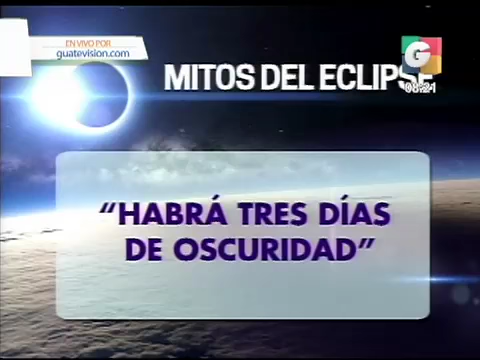 EN VIVO POR
guatevision.com
MITOS DEL ECLIPSE
G
08:21
“HABRÁ TRES DÍAS
DE OSCURIDAD”